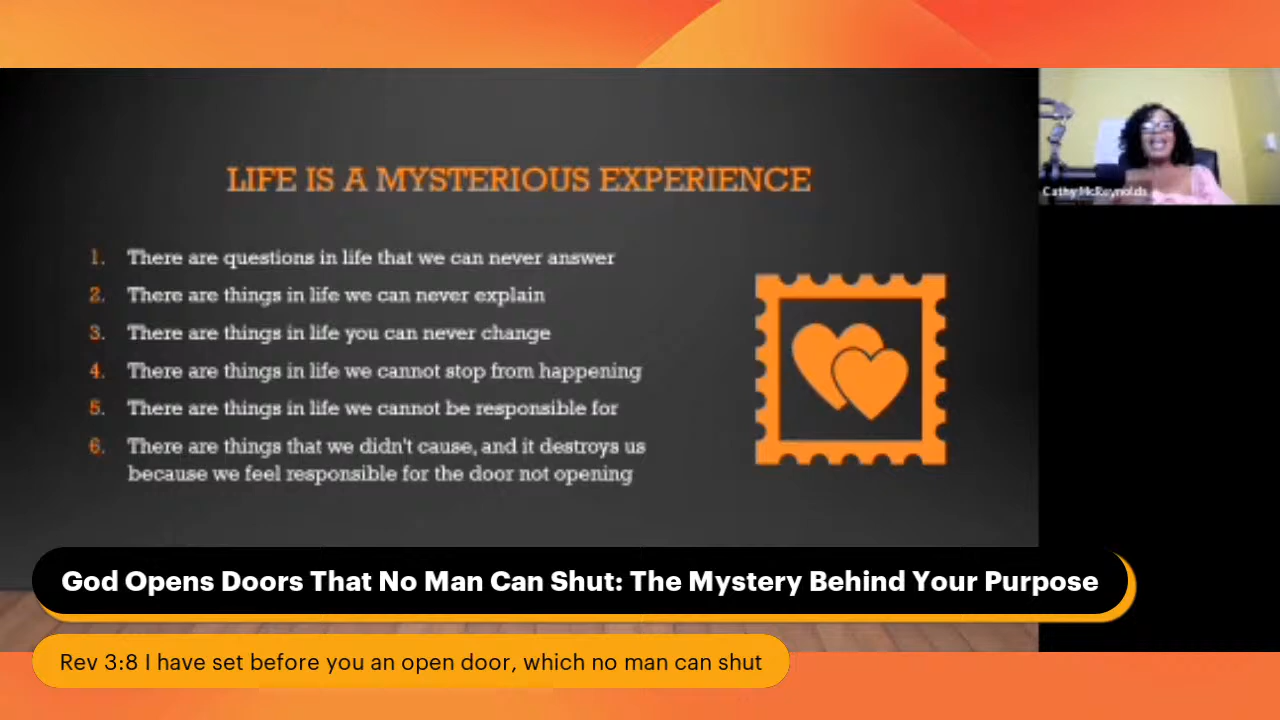 LIFE IS A MYSTERIOUS EXPERIENCE
1. There are questions in life that we can never answer
2. There are things in life we can never explain
3. There are things in life you can never change
4. There are things in life we cannot stop from happening
5. There are things in life we cannot be responsible for
6. There are things that we didn't cause, and it destroys us
because we feel responsible for the door not opening
Cathy McReynolds
God Opens Doors That No Man Can Shut: The Mystery Behind Your Purpose
Rev 3:8 I have set before you an open door, which no man can shut